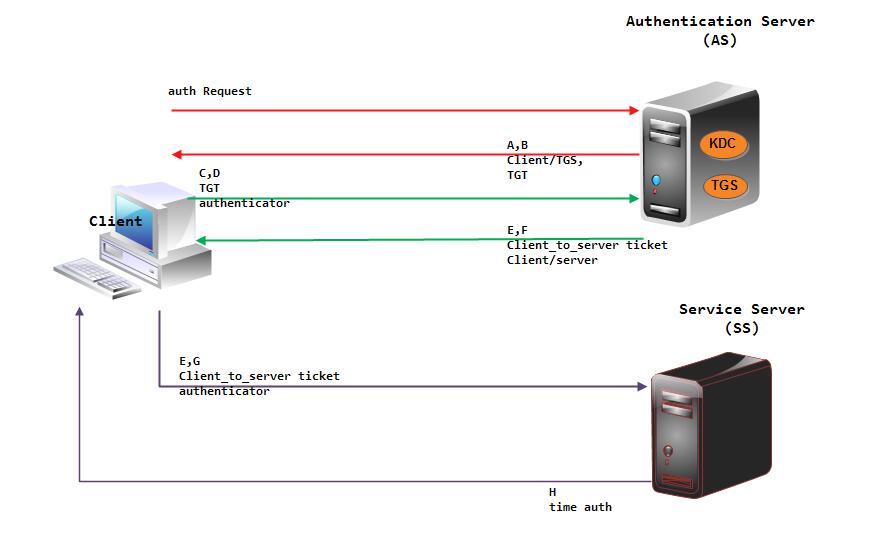 Authentication Server
(AS)
auth Request
KDC
A,B
Client/TGS,
TGT
C,D
TGT
authenticator
TGS
Client
E,F
Client_to_server ticket
Client/server
Service Server
(SS)
E,G
Client_to_server ticket
authenticator
H
time auth